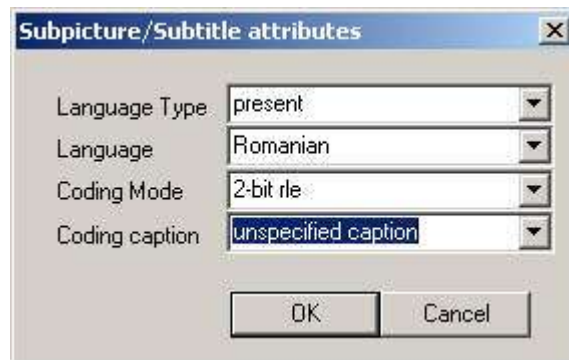 Subpicture/Subtitle attributes
Language Type present
Language Romanian
Coding Mode 2-bit rle
Coding caption unspecified caption
OK Cancel